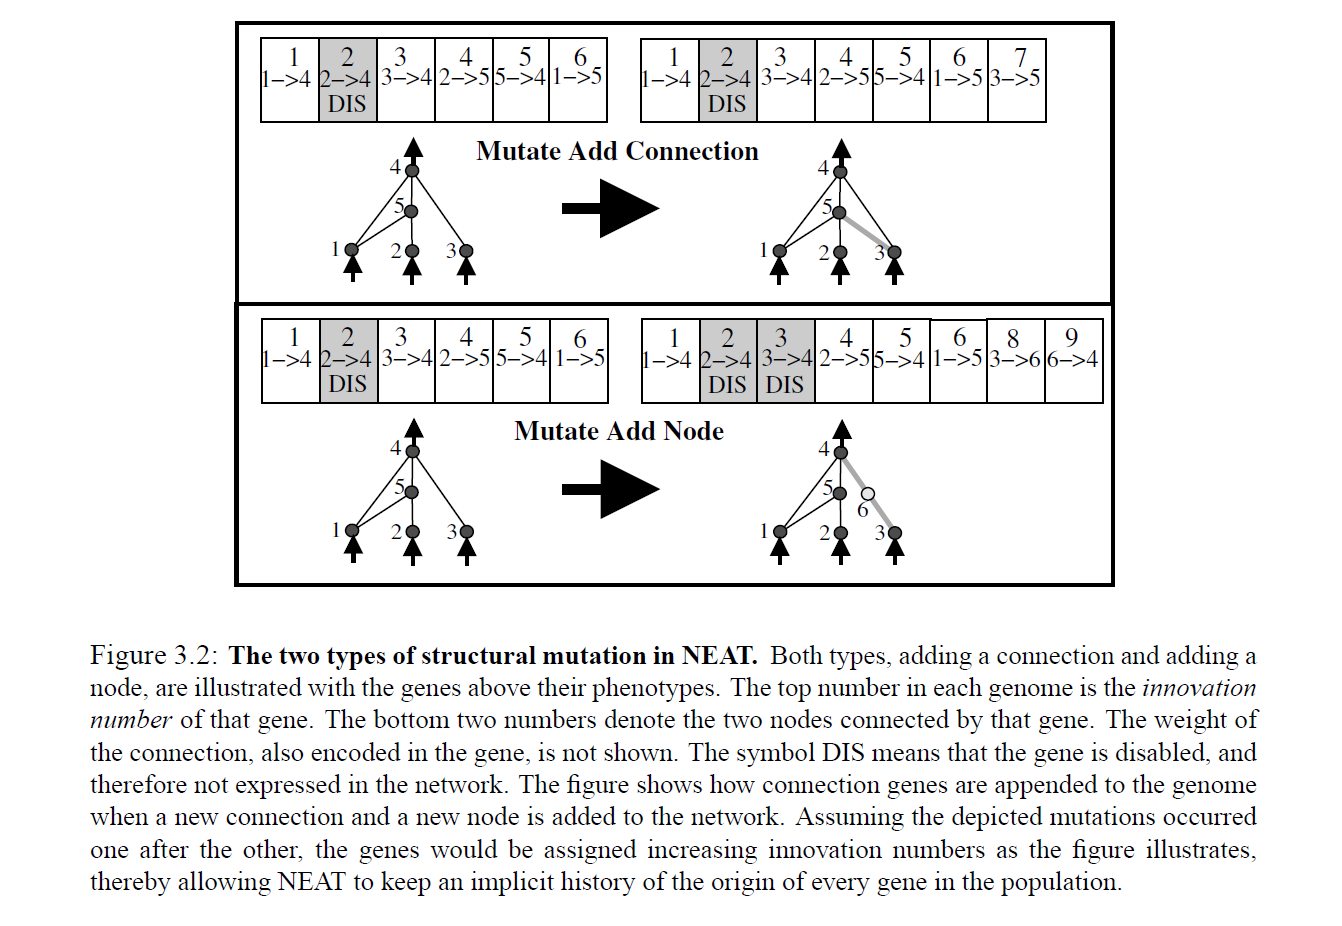 1 2 3 4 5 6
1–>4 2–>4 3–>4 2–>5 5–>4 1–>5
DIS
1 2 3 4 5 6 7
1–>4 2–>4 3–>4 2–>5 5–>4 1–>5 3–>5
DIS
Mutate Add Connection
4
5
1 2 3
4
5
1 2 3
1 2 3 4 5 6
1–>4 2–>4 3–>4 2–>5 5–>4 1–>5
DIS
1 2 3 4 5 6 8 9
1–>4 2–>4 3–>4 2–>5 5–>4 1–>5 3–>6 6–>4
DIS DIS
Mutate Add Node
4
5
1 2 3
4
5
6
1 2 3
Figure 3.2: The two types of structural mutation in NEAT. Both types, adding a connection and adding a
node, are illustrated with the genes above their phenotypes. The top number in each genome is the innovation
number of that gene. The bottom two numbers denote the two nodes connected by that gene. The weight of
the connection, also encoded in the gene, is not shown. The symbol DIS means that the gene is disabled, and
therefore not expressed in the network. The figure shows how connection genes are appended to the genome
when a new connection and a new node is added to the network. Assuming the depicted mutations occurred
one after the other, the genes would be assigned increasing innovation numbers as the figure illustrates,
thereby allowing NEAT to keep an implicit history of the origin of every gene in the population.